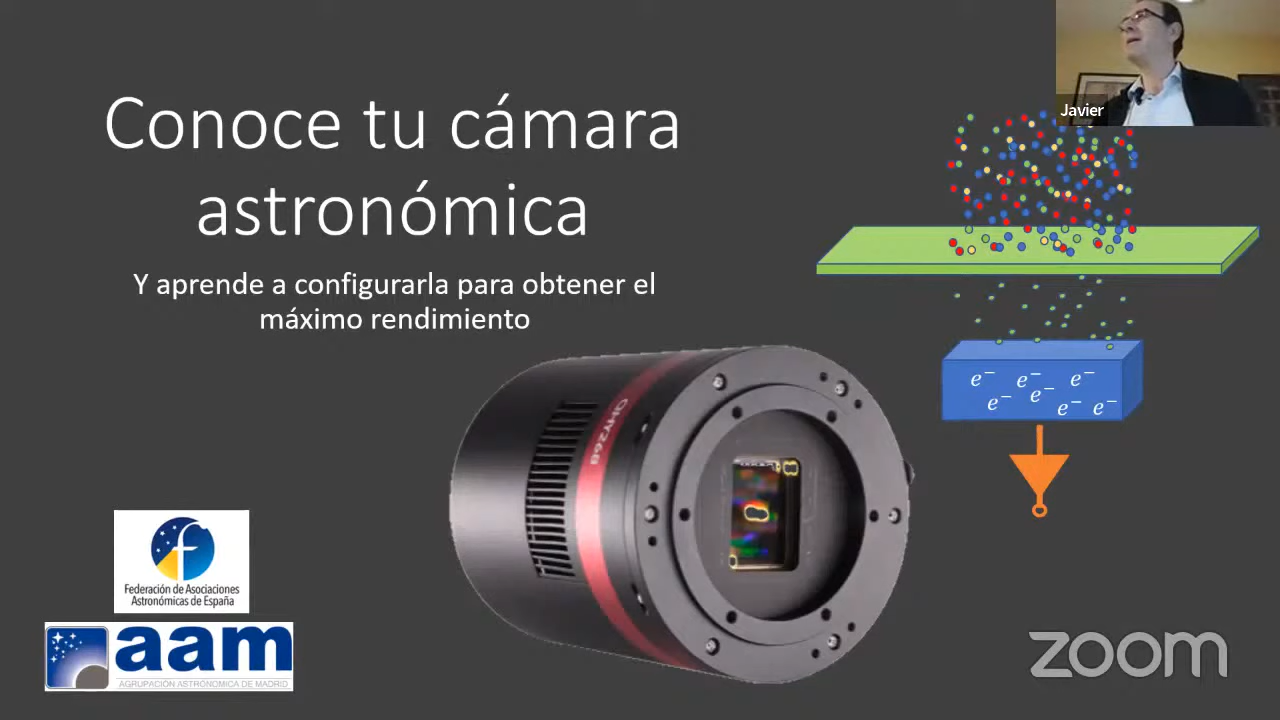 Conoce tu cámara
astronómica
Y aprende a configurarla para obtener el
máximo rendimiento
Javier
e⁻ e⁻ e⁻
e⁻ e⁻ e⁻ e⁻
QHY268
f
Federación de Asociaciones
Astronómicas de España
aam
AGRUPACIÓN ASTRONÓMICA DE MADRID
zoom